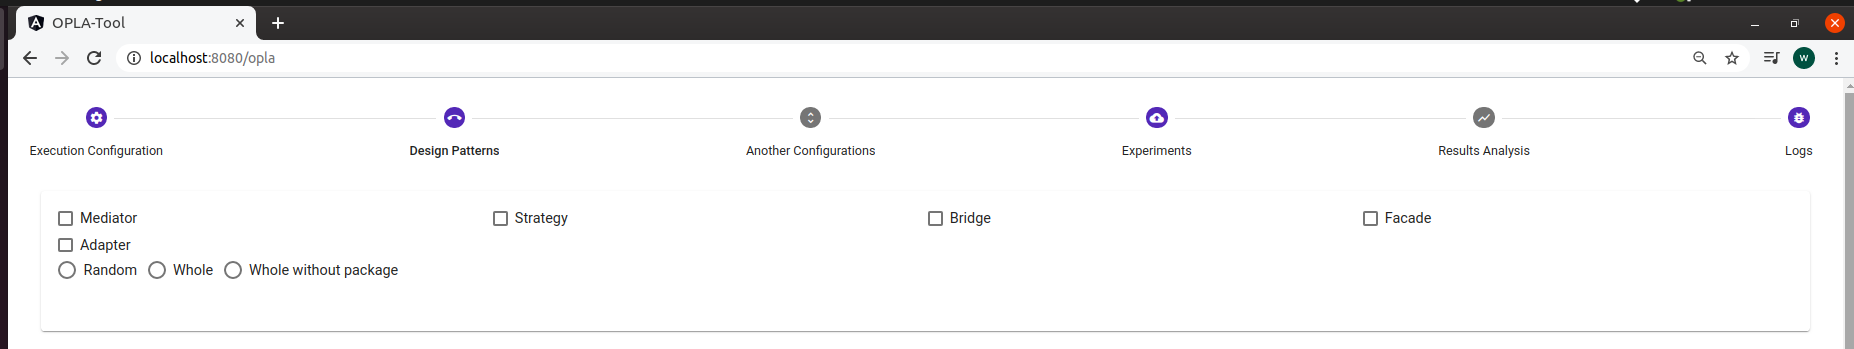 OPLA-Tool
localhost:8080/opla
W
Execution Configuration
Design Patterns
Another Configurations
Experiments
Results Analysis
Logs
Mediator
Strategy
Bridge
Facade
Adapter
Random
Whole
Whole without package